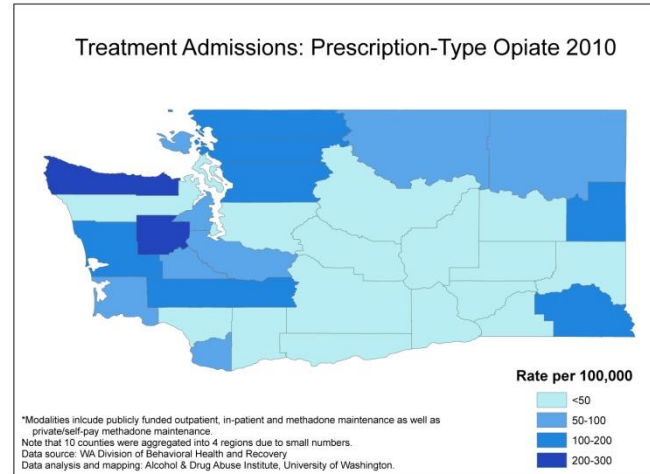 Treatment Admissions: Prescription-Type Opiate 2010
Rate per 100,000
<50
50-100
100-200
200-300
*Modalities inlcude publicly funded outpatient, in-patient and methadone maintenance as well as
private/self-pay methadone maintenance.
Note that 10 counties were aggregated into 4 regions due to small numbers.
Data source: WA Division of Behavioral Health and Recovery
Data analysis and mapping: Alcohol & Drug Abuse Institute, University of Washington.